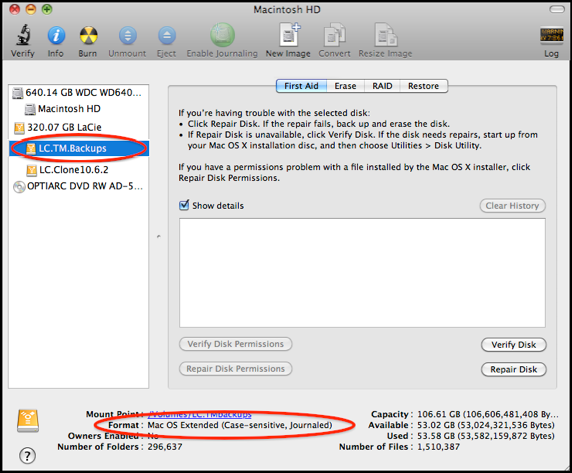 Macintosh HD
Verify
Info
Burn
Unmount
Eject
Enable Journaling
New Image
Convert
Resize Image
Log
640.14 GB WDC WD640...
Macintosh HD
320.07 GB LaCie
LC.TM.Backups
LC.Clone10.6.2
OPTIARC DVD RW AD-5...
First Aid
Erase
RAID
Restore
If you're having trouble with the selected disk:
• Click Repair Disk. If the repair fails, back up and erase the disk.
• If Repair Disk is unavailable, click Verify Disk. If the disk needs repairs, start up from
your Mac OS X installation disc, and then choose Utilities > Disk Utility.
If you have a permissions problem with a file installed by the Mac OS X installer, click
Repair Disk Permissions.
Show details
Clear History
Verify Disk Permissions
Verify Disk
Repair Disk Permissions
Repair Disk
Mount Point: /Volumes/LC.TM.Backups
Format: Mac OS Extended (Case-sensitive, Journaled)
Owners Enabled: No
Number of Folders: 296,637
Capacity: 106.61 GB (106,606,481,408 By...
Available: 53.02 GB (53,024,321,536 Bytes)
Used: 53.58 GB (53,582,159,872 Bytes)
Number of Files: 1,510,387